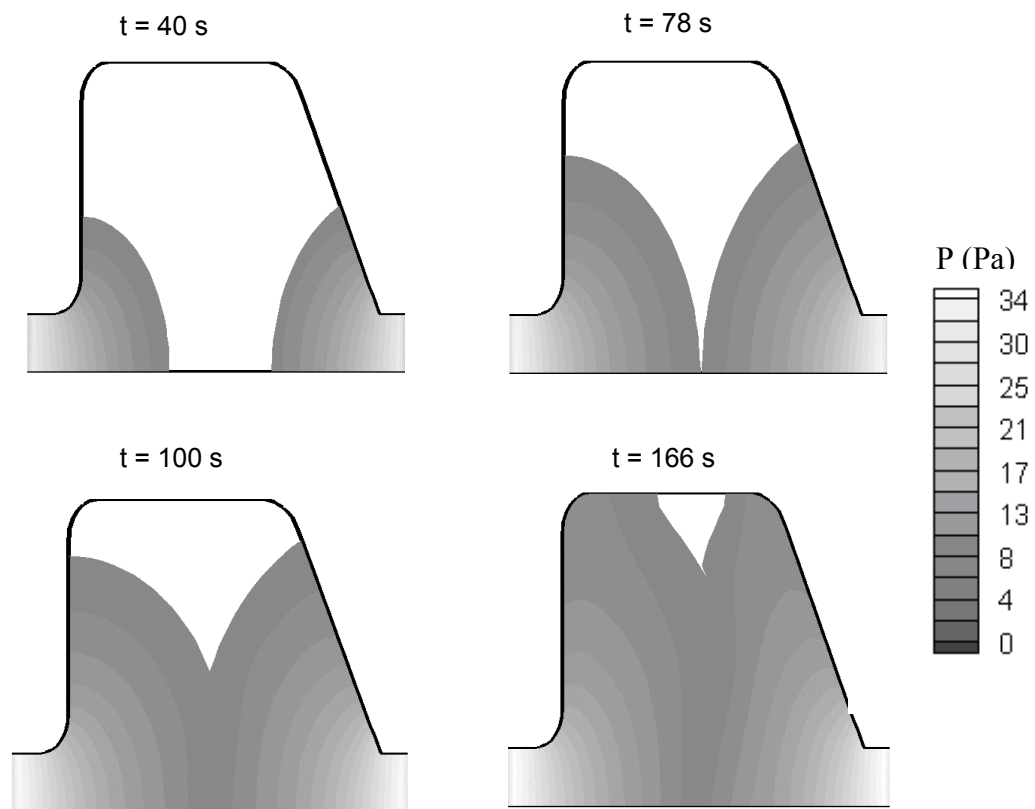 t = 40 s
t = 78 s
P (Pa)
34
30
25
21
17
13
8
4
0
t = 100 s
t = 166 s